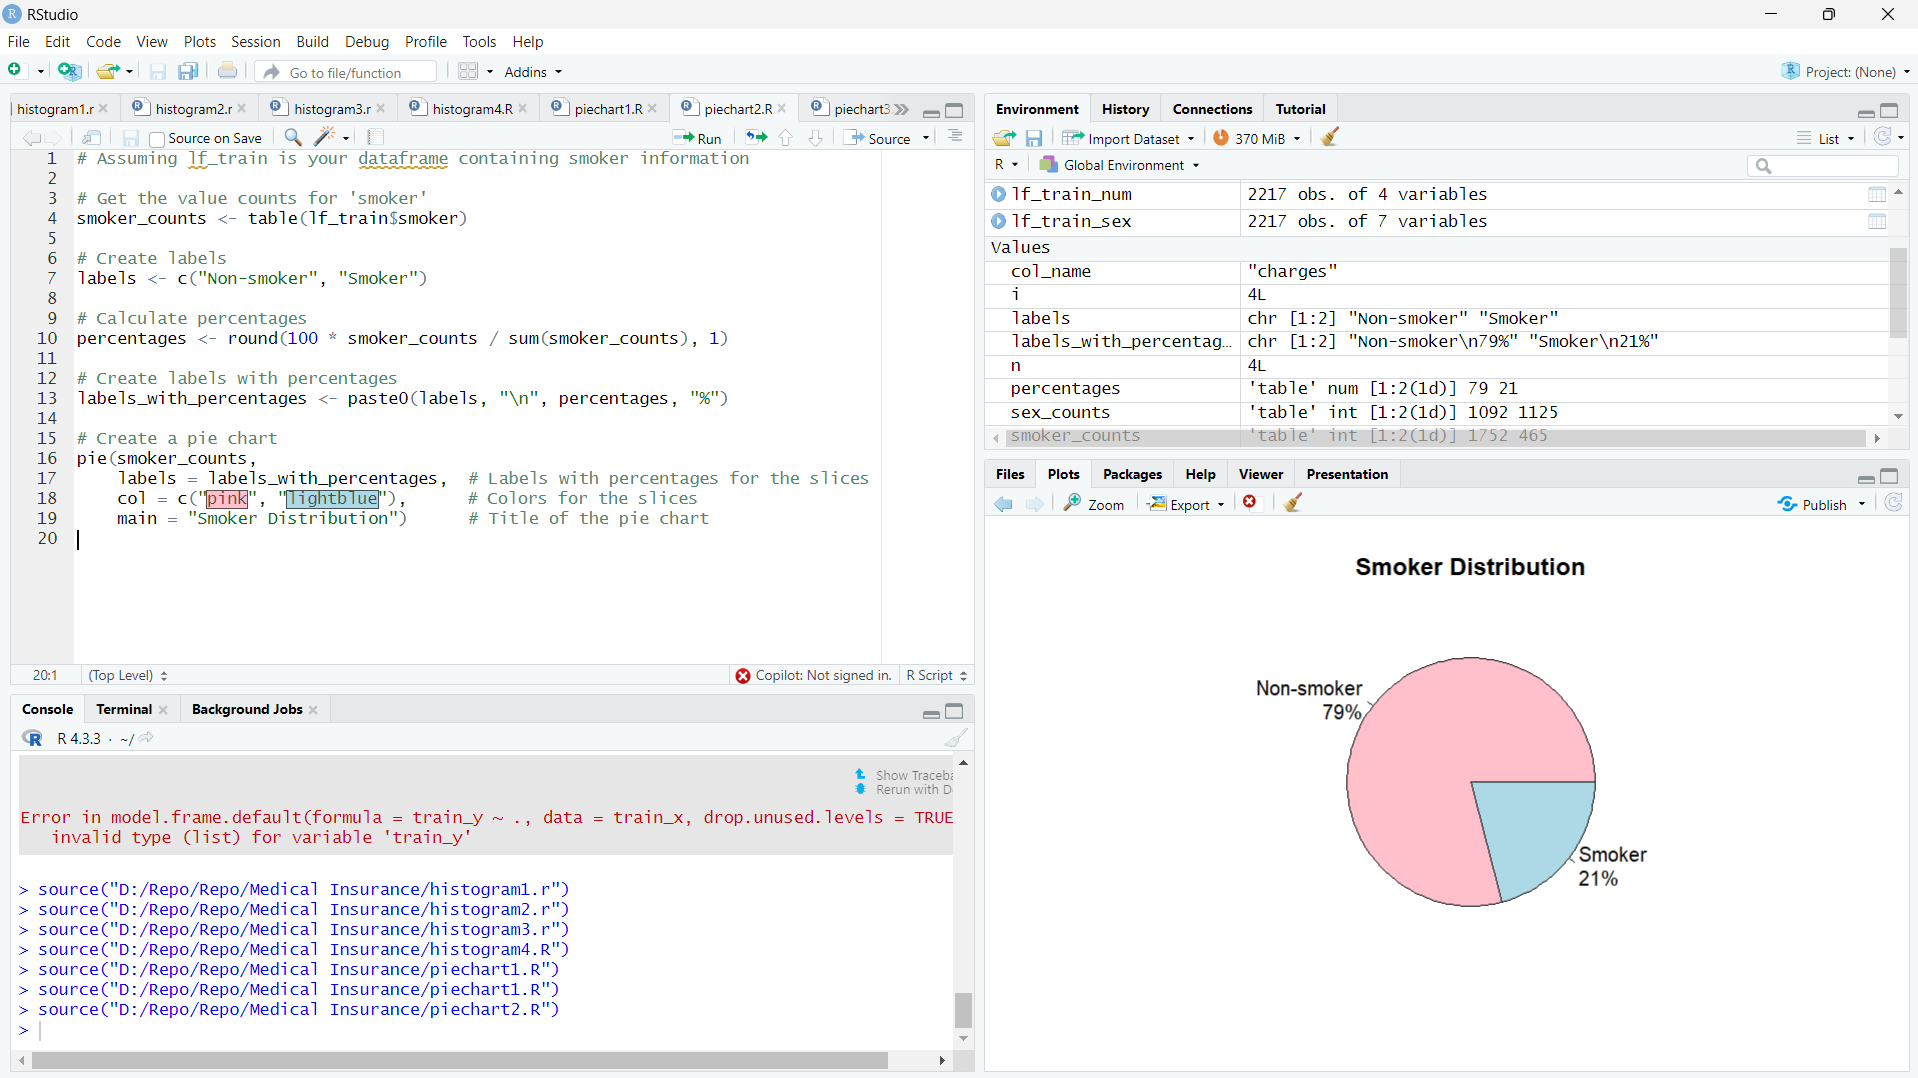 RStudio
File Edit Code View Plots Session Build Debug Profile Tools Help
Go to file/function Addins Project: (None)
histogram1.r histogram2.r histogram3.r histogram4.R piechart1.R piechart2.R piechart3
Source on Save Run Source
1 # Assuming lf_train is your dataframe containing smoker information
2
3 # Get the value counts for 'smoker'
4 smoker_counts <- table(lf_train$smoker)
5
6 # Create labels
7 labels <- c("Non-smoker", "Smoker")
8
9 # Calculate percentages
10 percentages <- round(100 * smoker_counts / sum(smoker_counts), 1)
11
12 # Create labels with percentages
13 labels_with_percentages <- paste0(labels, "\n", percentages, "%")
14
15 # Create a pie chart
16 pie(smoker_counts,
17 labels = labels_with_percentages, # Labels with percentages for the slices
18 col = c("pink", "lightblue"), # Colors for the slices
19 main = "Smoker Distribution") # Title of the pie chart
20
20:1 (Top Level) Copilot: Not signed in. R Script
Console Terminal Background Jobs
R 4.3.3 · ~/
Show Traceba
Rerun with D
Error in model.frame.default(formula = train_y ~ ., data = train_x, drop.unused.levels = TRUE
invalid type (list) for variable 'train_y'
> source("D:/Repo/Repo/Medical Insurance/histogram1.r")
> source("D:/Repo/Repo/Medical Insurance/histogram2.r")
> source("D:/Repo/Repo/Medical Insurance/histogram3.r")
> source("D:/Repo/Repo/Medical Insurance/histogram4.R")
> source("D:/Repo/Repo/Medical Insurance/piechart1.R")
> source("D:/Repo/Repo/Medical Insurance/piechart1.R")
> source("D:/Repo/Repo/Medical Insurance/piechart2.R")
>
Environment History Connections Tutorial
Import Dataset 370 MiB List
R Global Environment
lf_train_num 2217 obs. of 4 variables
lf_train_sex 2217 obs. of 7 variables
Values
col_name "charges"
i 4L
labels chr [1:2] "Non-smoker" "Smoker"
labels_with_percentag… chr [1:2] "Non-smoker\n79%" "Smoker\n21%"
n 4L
percentages 'table' num [1:2(1d)] 79 21
sex_counts 'table' int [1:2(1d)] 1092 1125
smoker_counts 'table' int [1:2(1d)] 1752 465
Files Plots Packages Help Viewer Presentation
Zoom Export Publish
Smoker Distribution
Non-smoker
79%
Smoker
21%